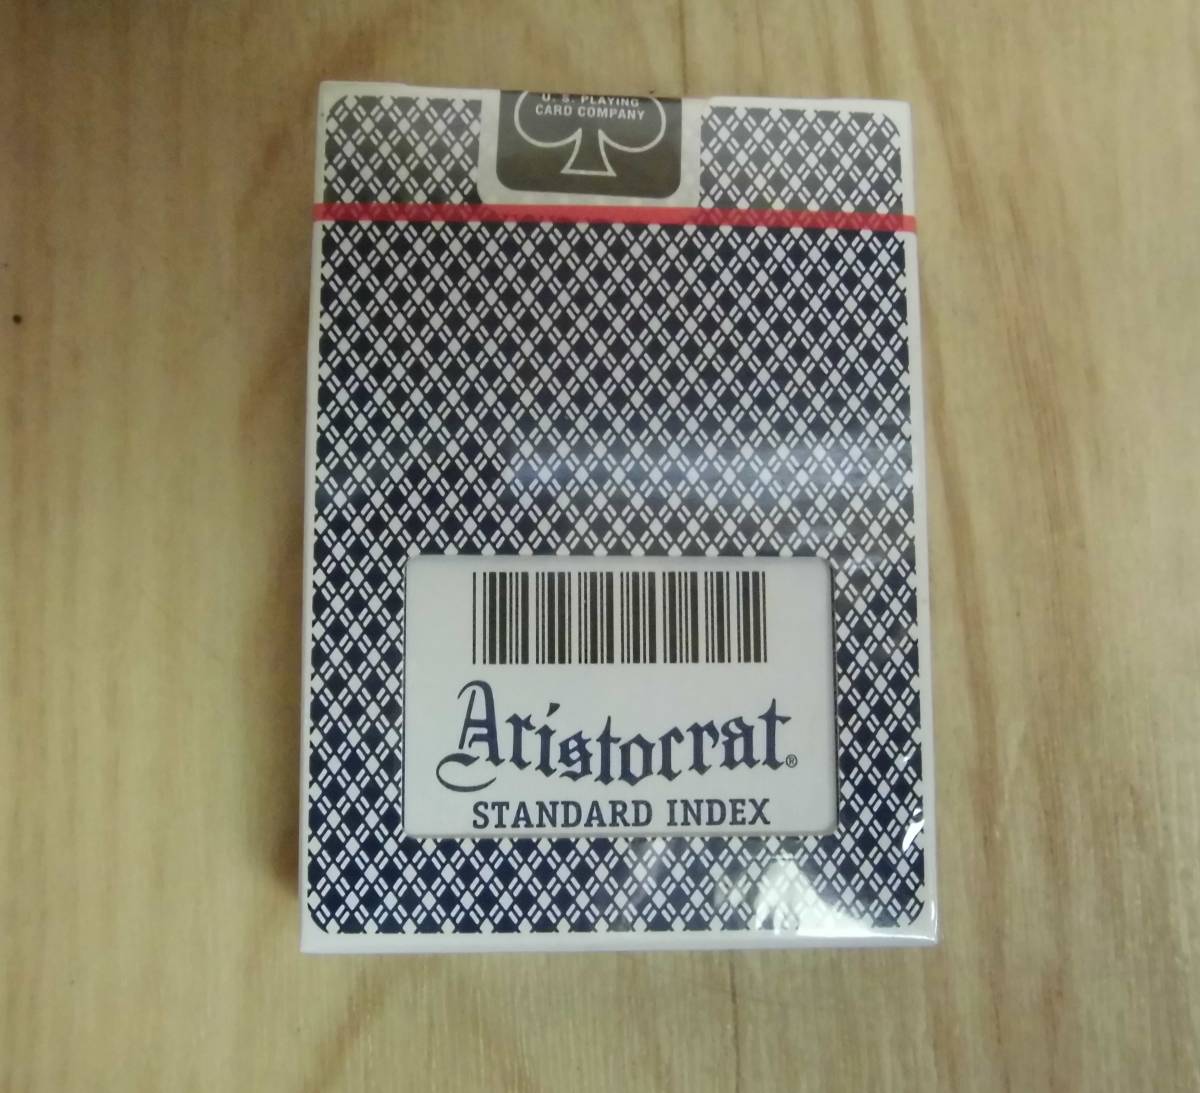 U. S. PLAYING
CARD COMPANY
Aristocrat®
STANDARD INDEX